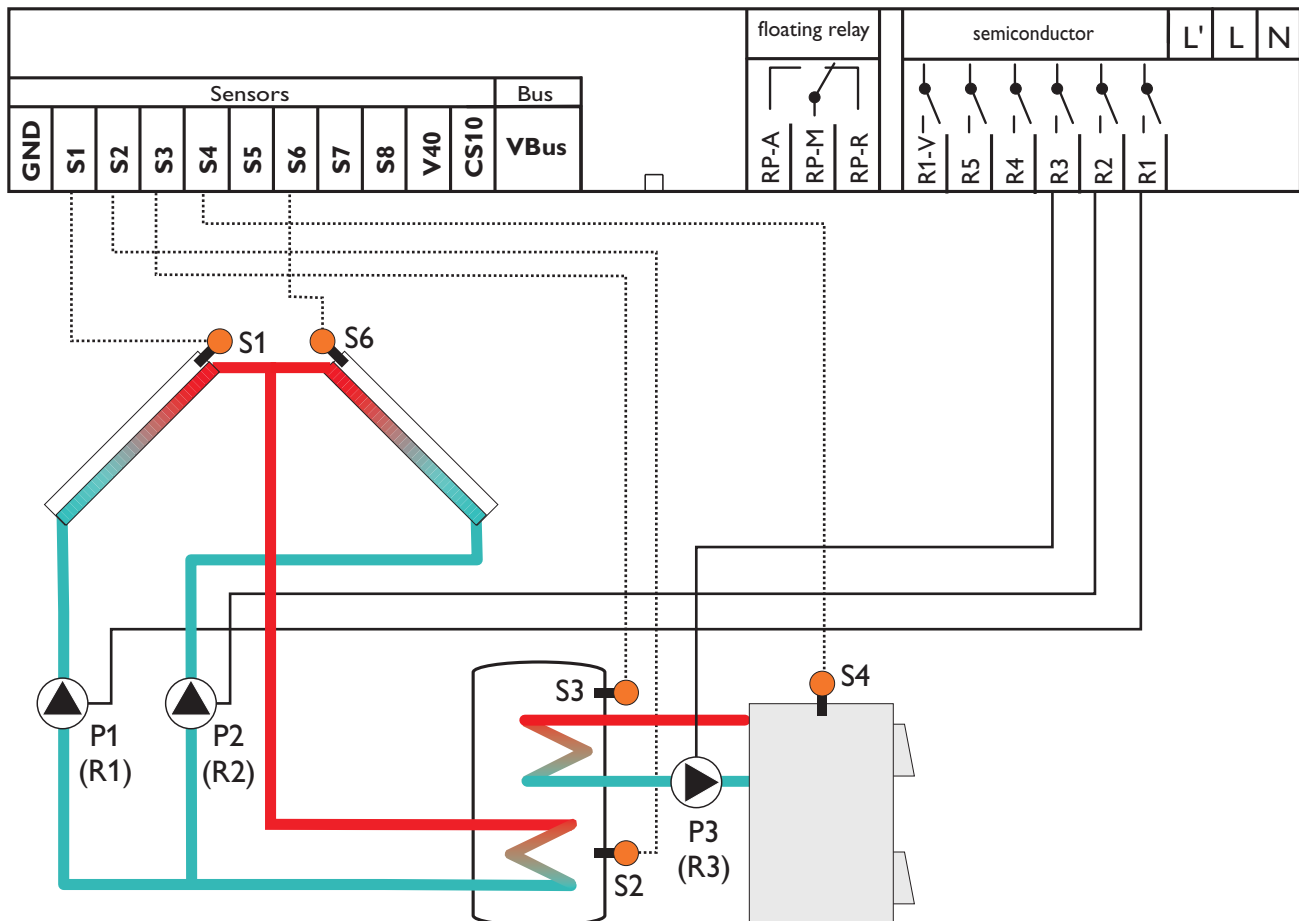 floating relay
semiconductor
L'
L
N
Sensors
Bus
GND
S1
S2
S3
S4
S5
S6
S7
S8
V40
CS10
VBus
RP-A
RP-M
RP-R
R1-V
R5
R4
R3
R2
R1
S1
S6
S3
S4
P1
(R1)
P2
(R2)
P3
(R3)
S2